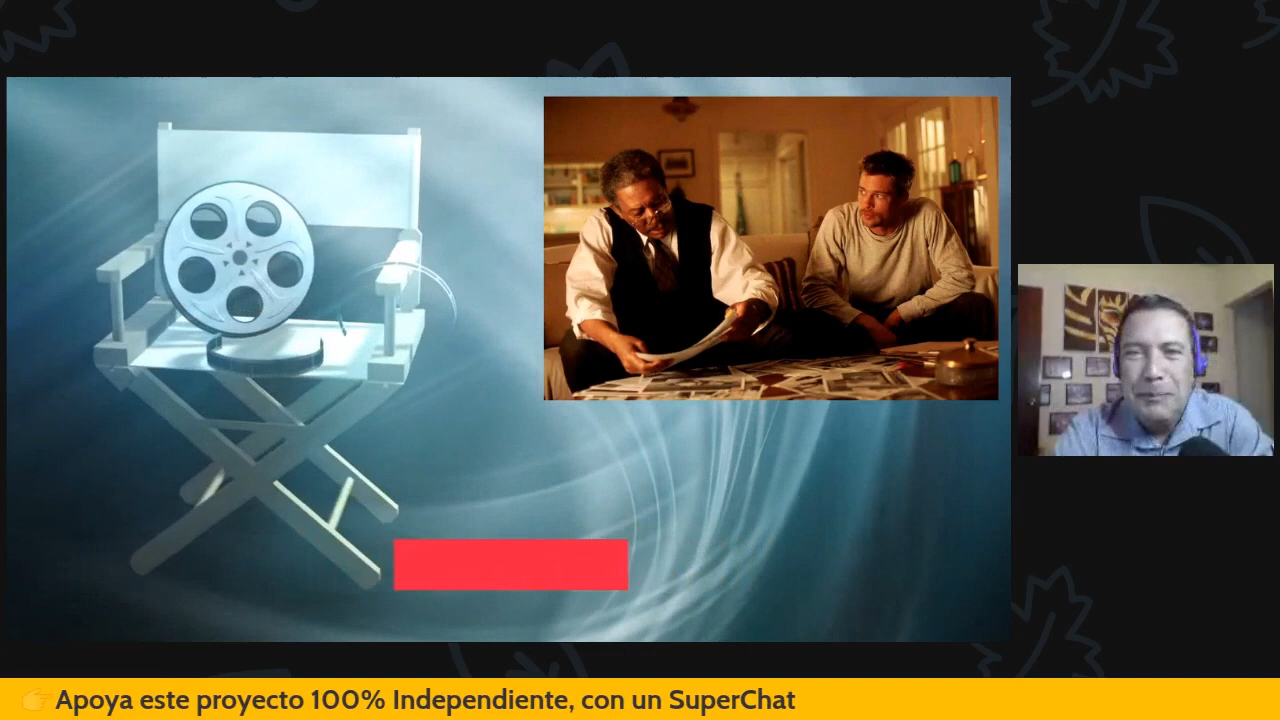 👉Apoya este proyecto 100% Independiente, con un SuperChat